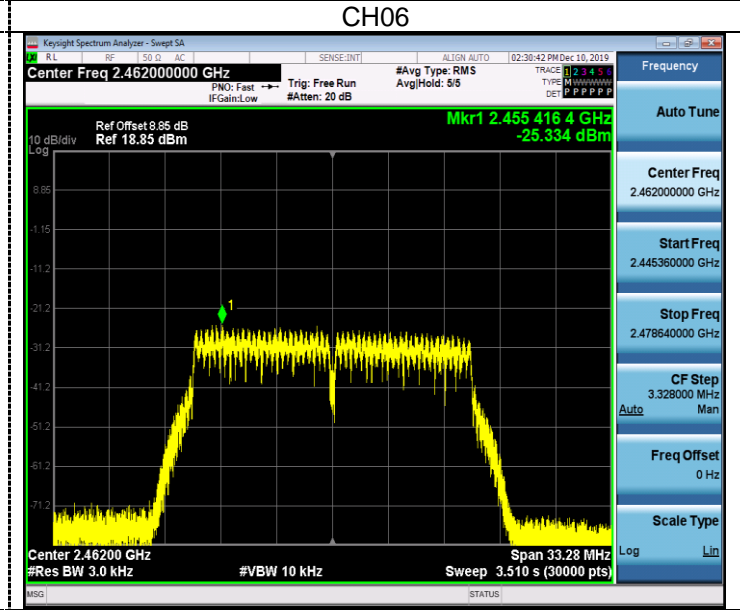 CH06
Keysight Spectrum Analyzer - Swept SA
RL RF 50 Ω AC SENSE:INT ALIGN AUTO 02:30:42 PM Dec 10, 2019
Center Freq 2.462000000 GHz
PNO: Fast
IFGain:Low
Trig: Free Run
#Atten: 20 dB
#Avg Type: RMS
Avg|Hold: 5/5
TRACE 1 2 3 4 5 6
TYPE M W W W W W
DET P P P P P P
Ref Offset 8.85 dB
10 dB/div Ref 18.85 dBm
Log
Mkr1 2.455 416 4 GHz
-25.334 dBm
8.85
-1.15
-11.2
-21.2
1
-31.2
-41.2
-51.2
-61.2
-71.2
Center 2.46200 GHz Span 33.28 MHz
#Res BW 3.0 kHz #VBW 10 kHz Sweep 3.510 s (30000 pts)
MSG STATUS
Frequency
Auto Tune
Center Freq
2.462000000 GHz
Start Freq
2.445360000 GHz
Stop Freq
2.478640000 GHz
CF Step
3.328000 MHz
Auto Man
Freq Offset
0 Hz
Scale Type
Log Lin